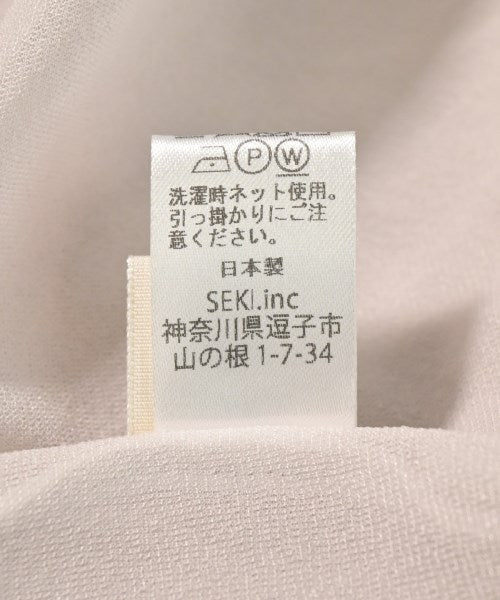 P W
洗濯時ネット使用。
引っ掛かりにご注
意ください。
日本製
SEKI.inc
神奈川県逗子市
山の根1-7-34